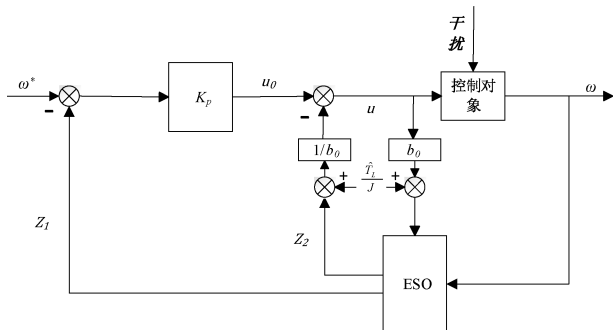 干
扰
ω*
−
K_p
u_0
−
u
控制对
象
ω
1/b_0
b_0
+
T̂_L
J
+
Z_1
Z_2
ESO